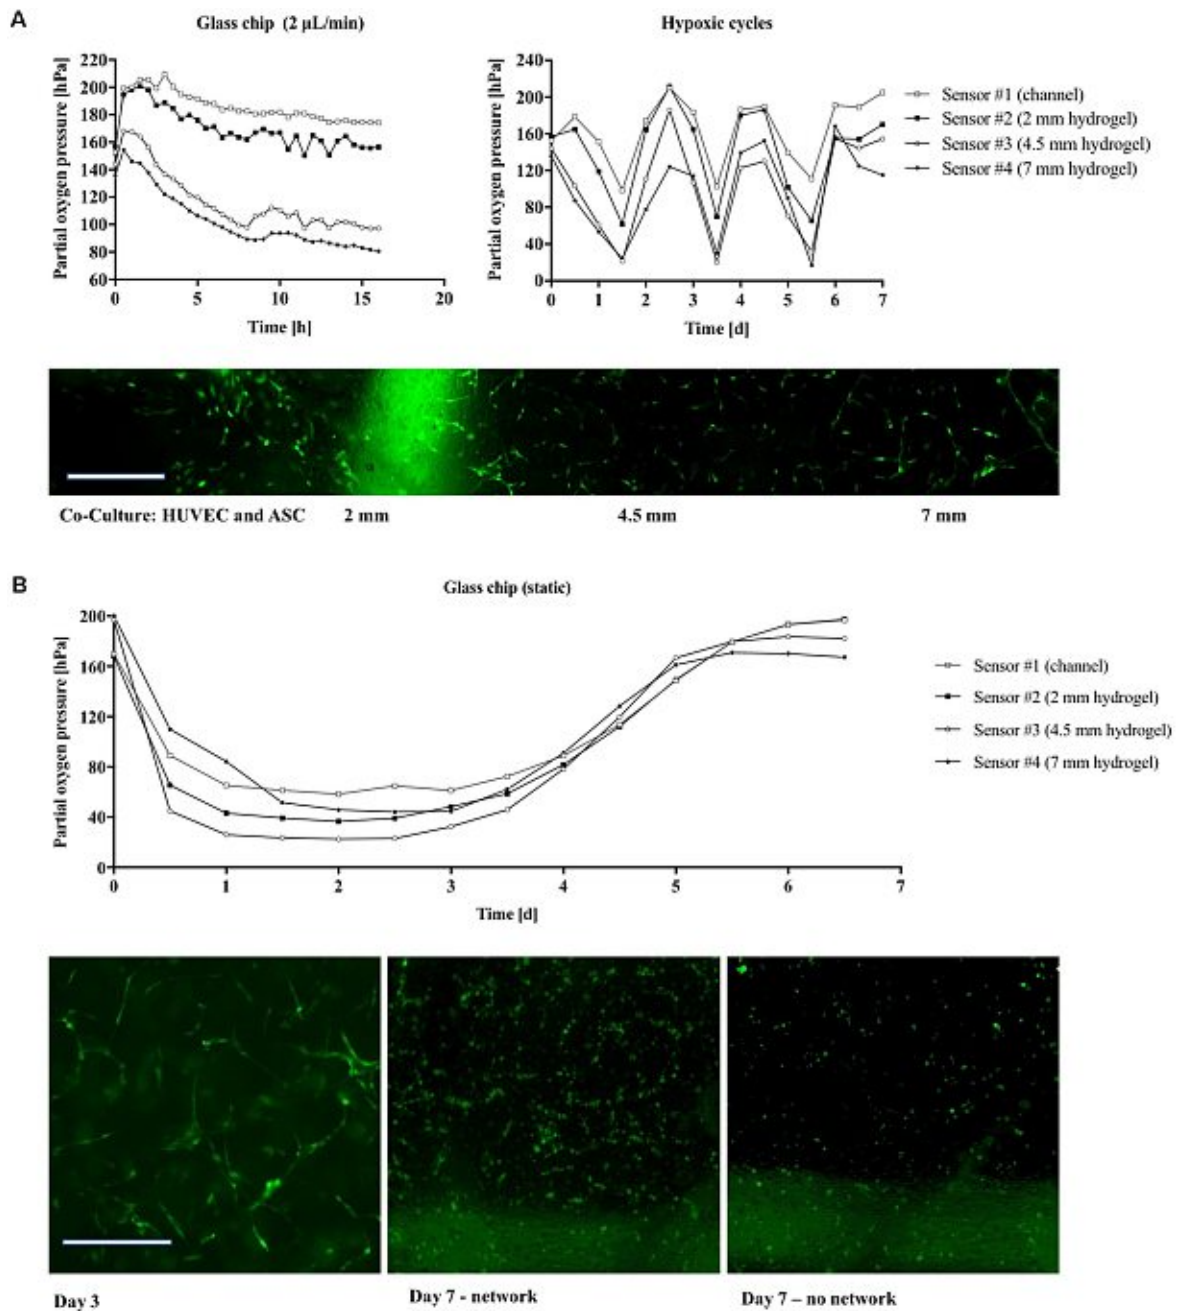 A
Glass chip (2 µL/min)
Hypoxic cycles
Partial oxygen pressure [hPa]
220
200
180
160
140
120
100
80
60
0
5
10
15
20
Time [h]
Partial oxygen pressure [hPa]
240
200
160
120
80
40
0
0
1
2
3
4
5
6
7
Time [d]
Sensor #1 (channel)
Sensor #2 (2 mm hydrogel)
Sensor #3 (4.5 mm hydrogel)
Sensor #4 (7 mm hydrogel)
Co-Culture: HUVEC and ASC
2 mm
4.5 mm
7 mm
B
Glass chip (static)
Partial oxygen pressure [hPa]
200
160
120
80
40
0
0
1
2
3
4
5
6
7
Time [d]
Sensor #1 (channel)
Sensor #2 (2 mm hydrogel)
Sensor #3 (4.5 mm hydrogel)
Sensor #4 (7 mm hydrogel)
Day 3
Day 7 - network
Day 7 – no network